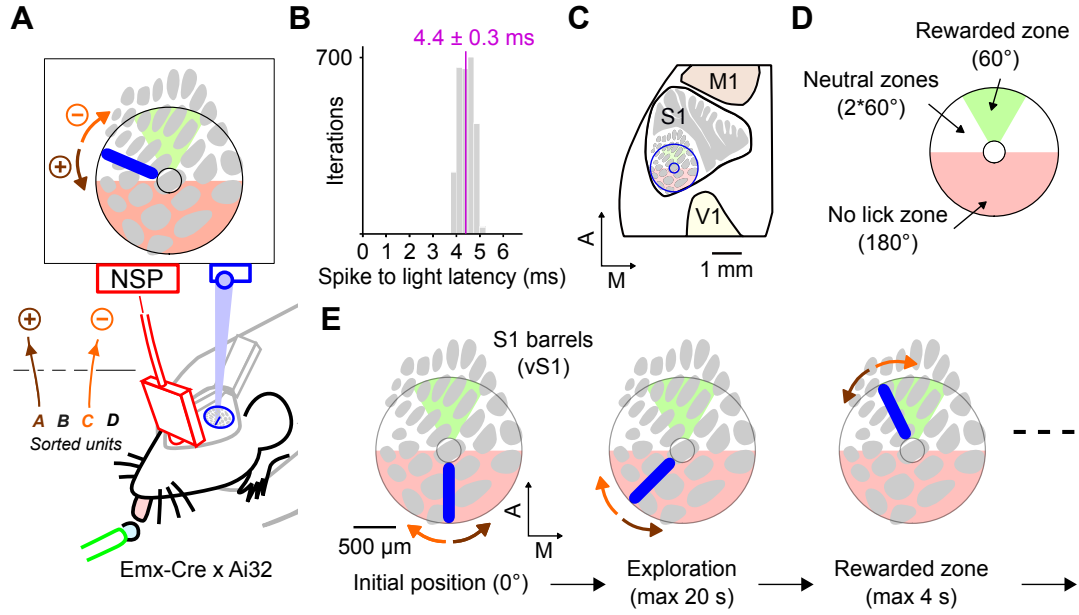 A
NSP
A B C D
Sorted units
Emx-Cre x Ai32
B
4.4 ± 0.3 ms
700
Iterations
0 1 2 3 4 5 6
Spike to light latency (ms)
C
M1
S1
V1
A
M
1 mm
D
Rewarded zone
(60°)
Neutral zones
(2*60°)
No lick zone
(180°)
E
S1 barrels
(vS1)
500 µm
A
M
Initial position (0°)
Exploration
(max 20 s)
Rewarded zone
(max 4 s)